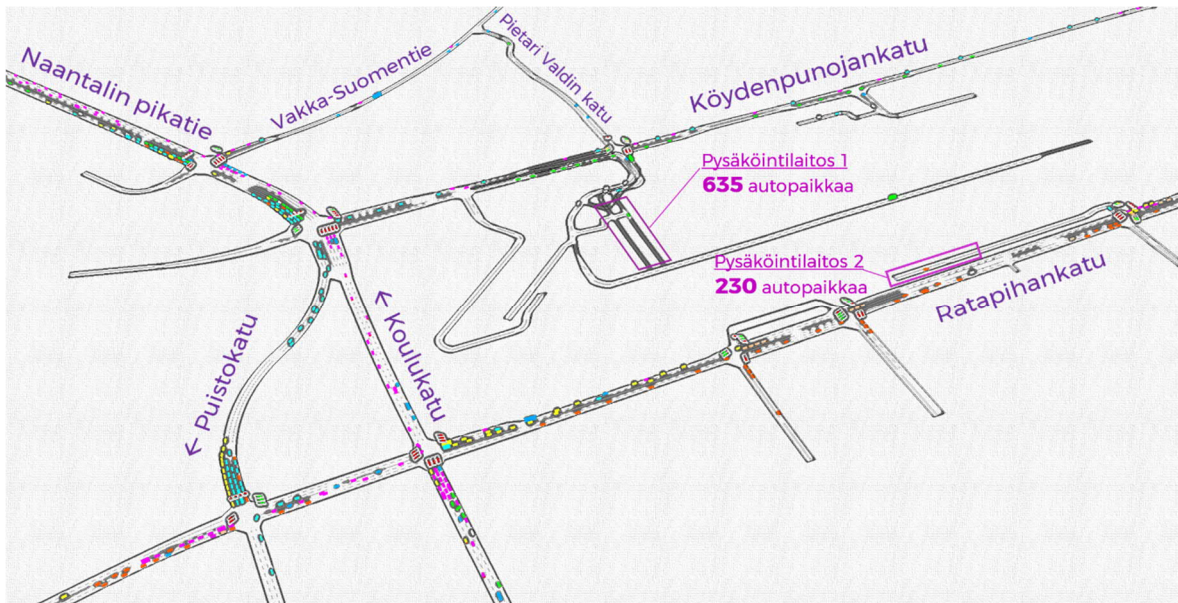 Naantalin pikatie
Vakka-Suomentie
Pietari Valdin katu
Köydenpunojankatu
Pysäköintilaitos 1
635 autopaikkaa
Pysäköintilaitos 2
230 autopaikkaa
Ratapihankatu
← Puistokatu
← Koulukatu